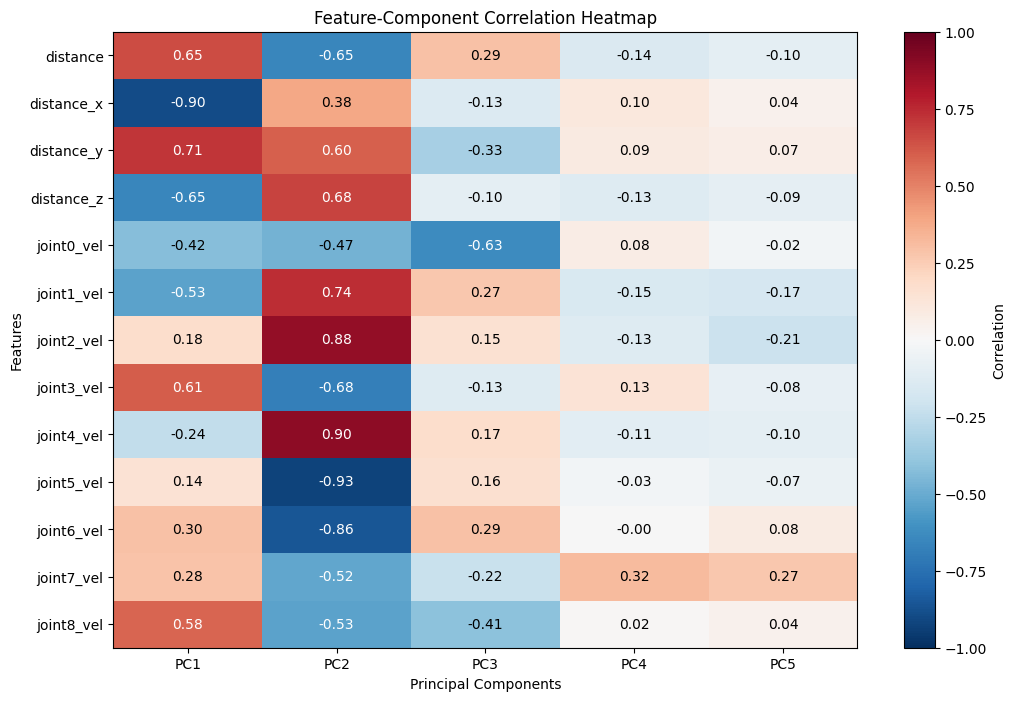 Feature-Component Correlation Heatmap
Features
distance 0.65 -0.65 0.29 -0.14 -0.10
distance_x -0.90 0.38 -0.13 0.10 0.04
distance_y 0.71 0.60 -0.33 0.09 0.07
distance_z -0.65 0.68 -0.10 -0.13 -0.09
joint0_vel -0.42 -0.47 -0.63 0.08 -0.02
joint1_vel -0.53 0.74 0.27 -0.15 -0.17
joint2_vel 0.18 0.88 0.15 -0.13 -0.21
joint3_vel 0.61 -0.68 -0.13 0.13 -0.08
joint4_vel -0.24 0.90 0.17 -0.11 -0.10
joint5_vel 0.14 -0.93 0.16 -0.03 -0.07
joint6_vel 0.30 -0.86 0.29 -0.00 0.08
joint7_vel 0.28 -0.52 -0.22 0.32 0.27
joint8_vel 0.58 -0.53 -0.41 0.02 0.04
PC1 PC2 PC3 PC4 PC5
Principal Components
1.00
0.75
0.50
0.25
0.00
−0.25
−0.50
−0.75
−1.00
Correlation